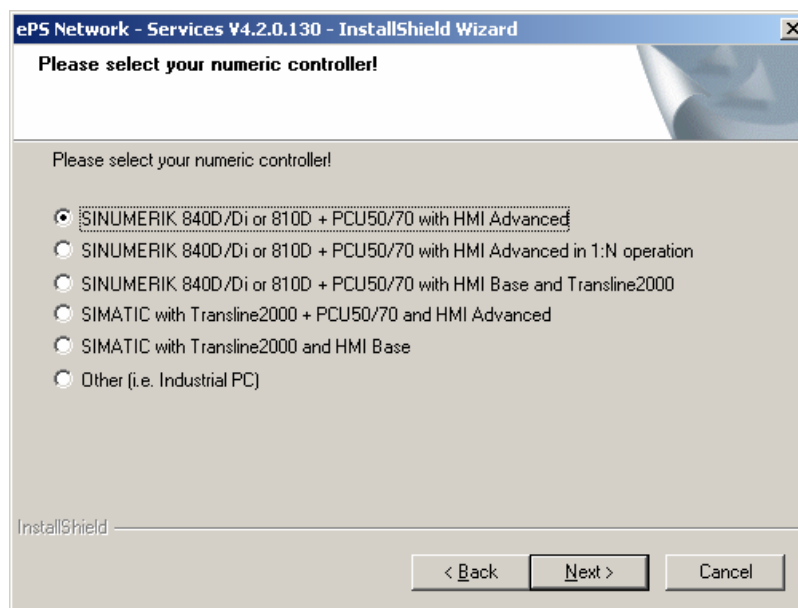 ePS Network - Services V4.2.0.130 - InstallShield Wizard
Please select your numeric controller!
Please select your numeric controller!
SINUMERIK 840D/Di or 810D + PCU50/70 with HMI Advanced
SINUMERIK 840D/Di or 810D + PCU50/70 with HMI Advanced in 1:N operation
SINUMERIK 840D/Di or 810D + PCU50/70 with HMI Base and Transline2000
SIMATIC with Transline2000 + PCU50/70 and HMI Advanced
SIMATIC with Transline2000 and HMI Base
Other (i.e. Industrial PC)
InstallShield
< Back Next > Cancel